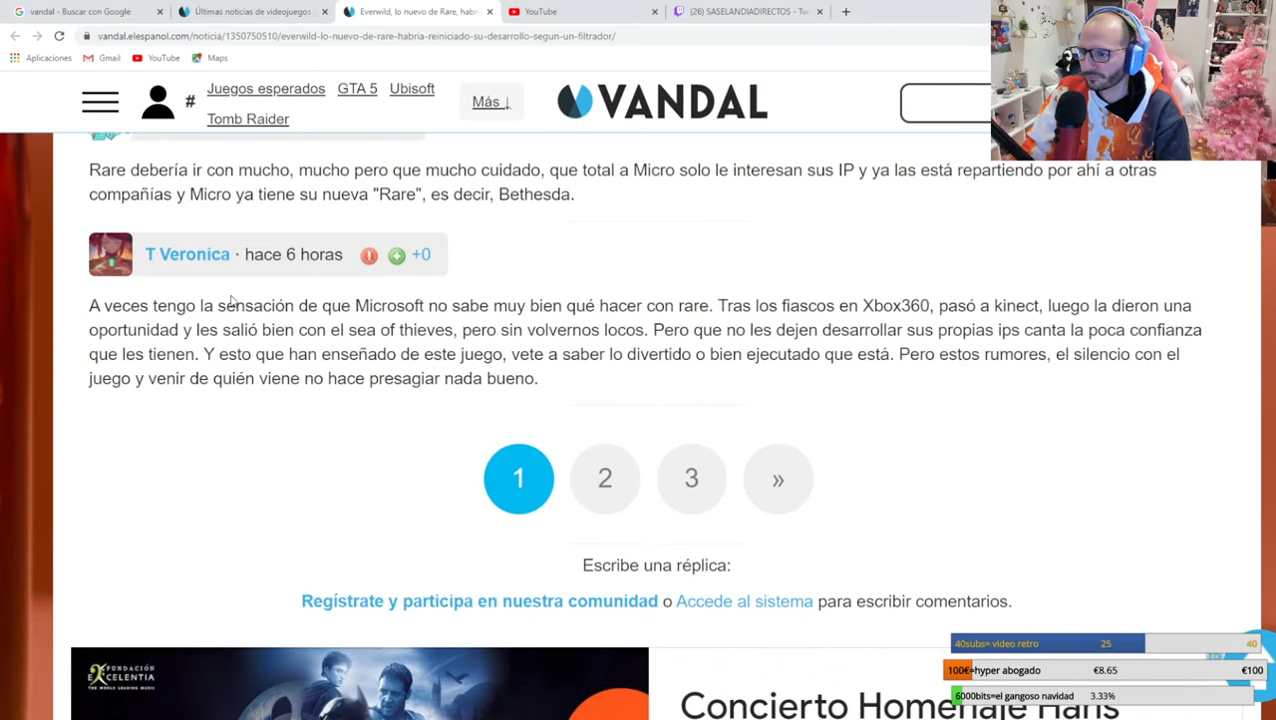 vandal - Buscar con Google
Últimas noticias de videojuegos
Everwild, lo nuevo de Rare, habrí
YouTube
(26) SASELANDIADIRECTOS - Tw
vandal.elespanol.com/noticia/1350750510/everwild-lo-nuevo-de-rare-habria-reiniciado-su-desarrollo-segun-un-filtrador/
Aplicaciones Gmail YouTube Maps
# Juegos esperados GTA 5 Ubisoft
Tomb Raider
Más ↓
VANDAL
Rare debería ir con mucho, mucho pero que mucho cuidado, que total a Micro solo le interesan sus IP y ya las está repartiendo por ahí a otras
compañías y Micro ya tiene su nueva "Rare", es decir, Bethesda.
T Veronica · hace 6 horas +0
A veces tengo la sensación de que Microsoft no sabe muy bien qué hacer con rare. Tras los fiascos en Xbox360, pasó a kinect, luego la dieron una
oportunidad y les salió bien con el sea of thieves, pero sin volvernos locos. Pero que no les dejen desarrollar sus propias ips canta la poca confianza
que les tienen. Y esto que han enseñado de este juego, vete a saber lo divertido o bien ejecutado que está. Pero estos rumores, el silencio con el
juego y venir de quién viene no hace presagiar nada bueno.
1 2 3 »
Escribe una réplica:
Regístrate y participa en nuestra comunidad o Accede al sistema para escribir comentarios.
40subs= video retro 25 40
100€=hyper abogado €8.65 €100
6000bits=el gangoso navidad 3.33%
FUNDACIÓN
EXCELENTIA
THE WORLD LEADING MUSIC
Concierto Homenaje Hans